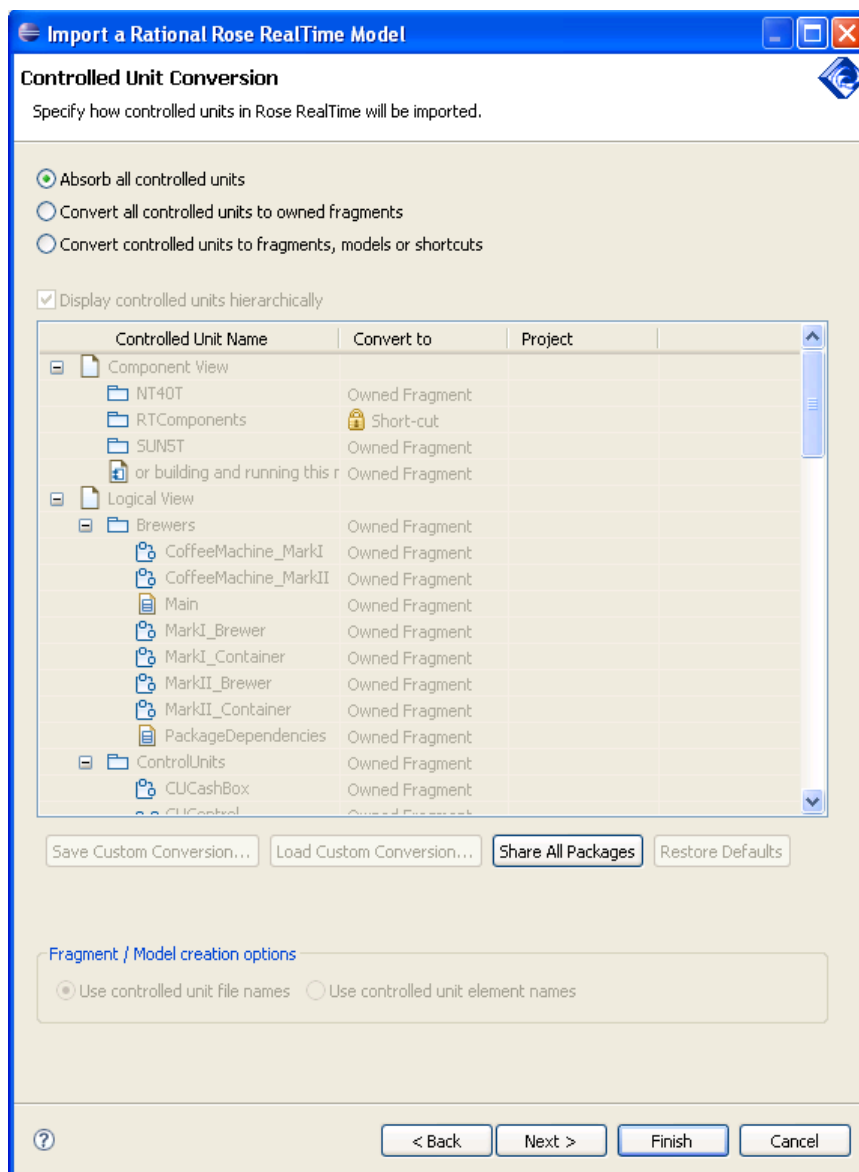 Import a Rational Rose RealTime Model
Controlled Unit Conversion
Specify how controlled units in Rose RealTime will be imported.
Absorb all controlled units
Convert all controlled units to owned fragments
Convert controlled units to fragments, models or shortcuts
Display controlled units hierarchically
Controlled Unit Name Convert to Project
Component View
NT40T Owned Fragment
RTComponents Short-cut
SUN5T Owned Fragment
or building and running this r Owned Fragment
Logical View
Brewers Owned Fragment
CoffeeMachine_MarkI Owned Fragment
CoffeeMachine_MarkII Owned Fragment
Main Owned Fragment
MarkI_Brewer Owned Fragment
MarkI_Container Owned Fragment
MarkII_Brewer Owned Fragment
MarkII_Container Owned Fragment
PackageDependencies Owned Fragment
ControlUnits Owned Fragment
CUCashBox Owned Fragment
CUControl Owned Fragment
Save Custom Conversion... Load Custom Conversion... Share All Packages Restore Defaults
Fragment / Model creation options
Use controlled unit file names Use controlled unit element names
? < Back Next > Finish Cancel